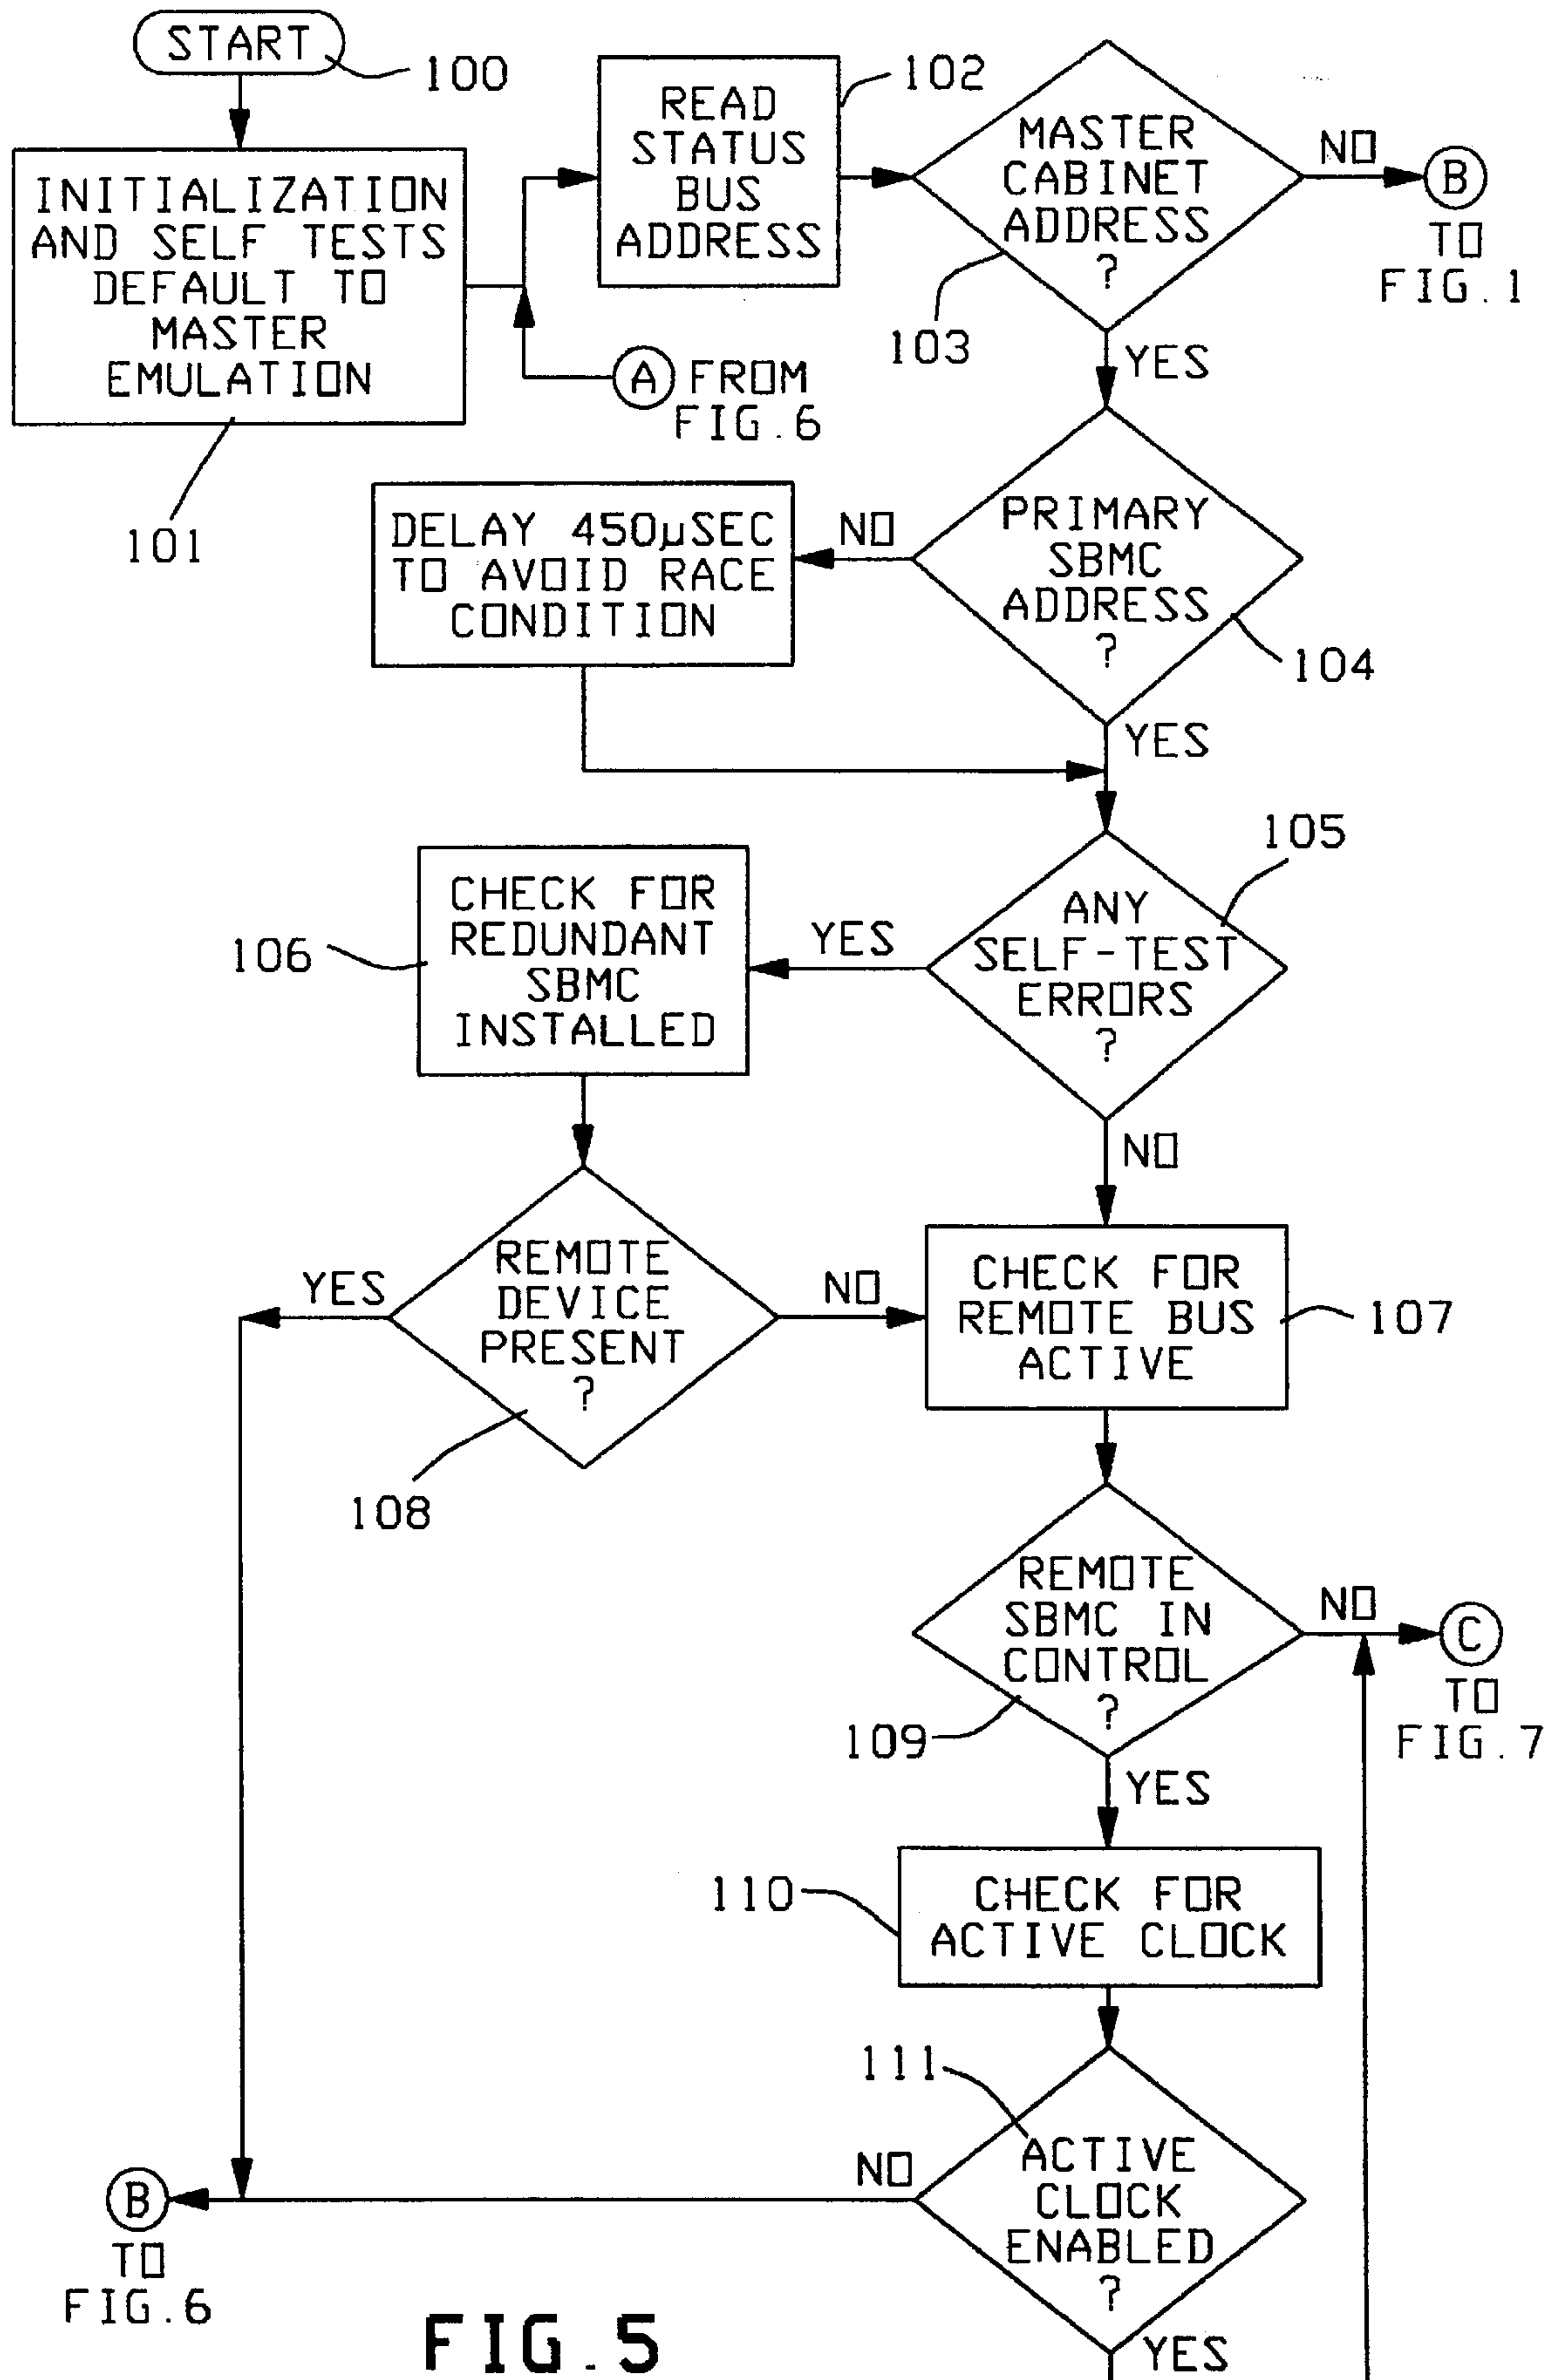 START
100
INITIALIZATION
AND SELF TESTS
DEFAULT TO
MASTER
EMULATION
101
READ
STATUS
BUS
ADDRESS
102
MASTER
CABINET
ADDRESS
?
103
NO
B
TO
FIG.1
YES
A FROM
FIG.6
PRIMARY
SBMC
ADDRESS
?
104
NO
DELAY 450µSEC
TO AVOID RACE
CONDITION
YES
105
ANY
SELF-TEST
ERRORS
?
YES
CHECK FOR
REDUNDANT
SBMC
INSTALLED
106
NO
REMOTE
DEVICE
PRESENT
?
108
YES
NO
CHECK FOR
REMOTE BUS
ACTIVE
107
REMOTE
SBMC IN
CONTROL
?
109
NO
C
TO
FIG.7
YES
CHECK FOR
ACTIVE CLOCK
110
111
ACTIVE
CLOCK
ENABLED
?
NO
B
TO
FIG.6
YES
FIG.5